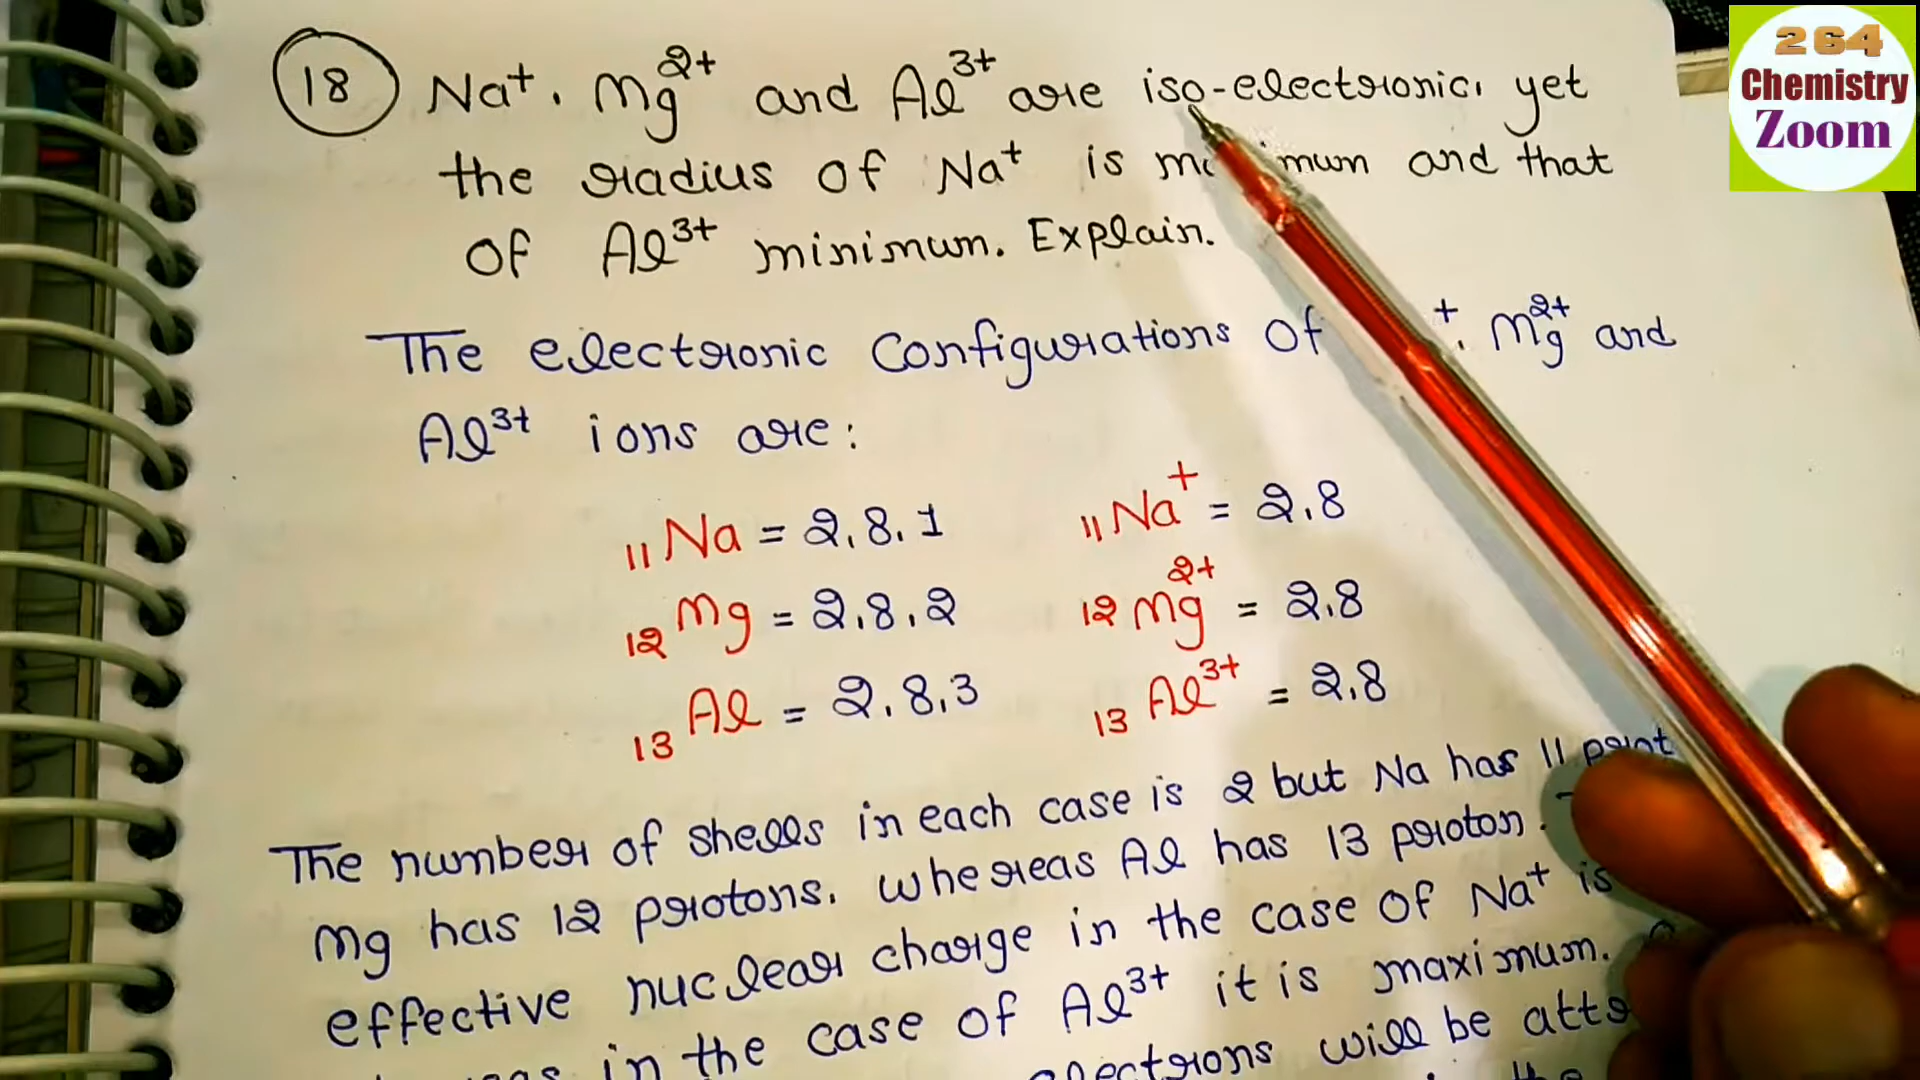 264
Chemistry
Zoom
18 Na⁺, Mg²⁺ and Al³⁺ are iso-electronic, yet
the radius of Na⁺ is and that
of Al³⁺ minimum. Explain.
The electronic configurations of ⁺, Mg²⁺ and
Al³⁺ ions are:
₁₁Na = 2,8,1 ₁₁Na⁺ = 2,8
₁₂Mg = 2,8,2 ₁₂Mg²⁺ = 2,8
₁₃Al = 2,8,3 ₁₃Al³⁺ = 2,8
The number of shells in each case is 2 but Na has 11
Mg has 12 protons. whereas Al has 13 proton.
effective nuclear charge in the case of Na⁺ is
in the case of Al³⁺ it is maximum.
electrons will be
the